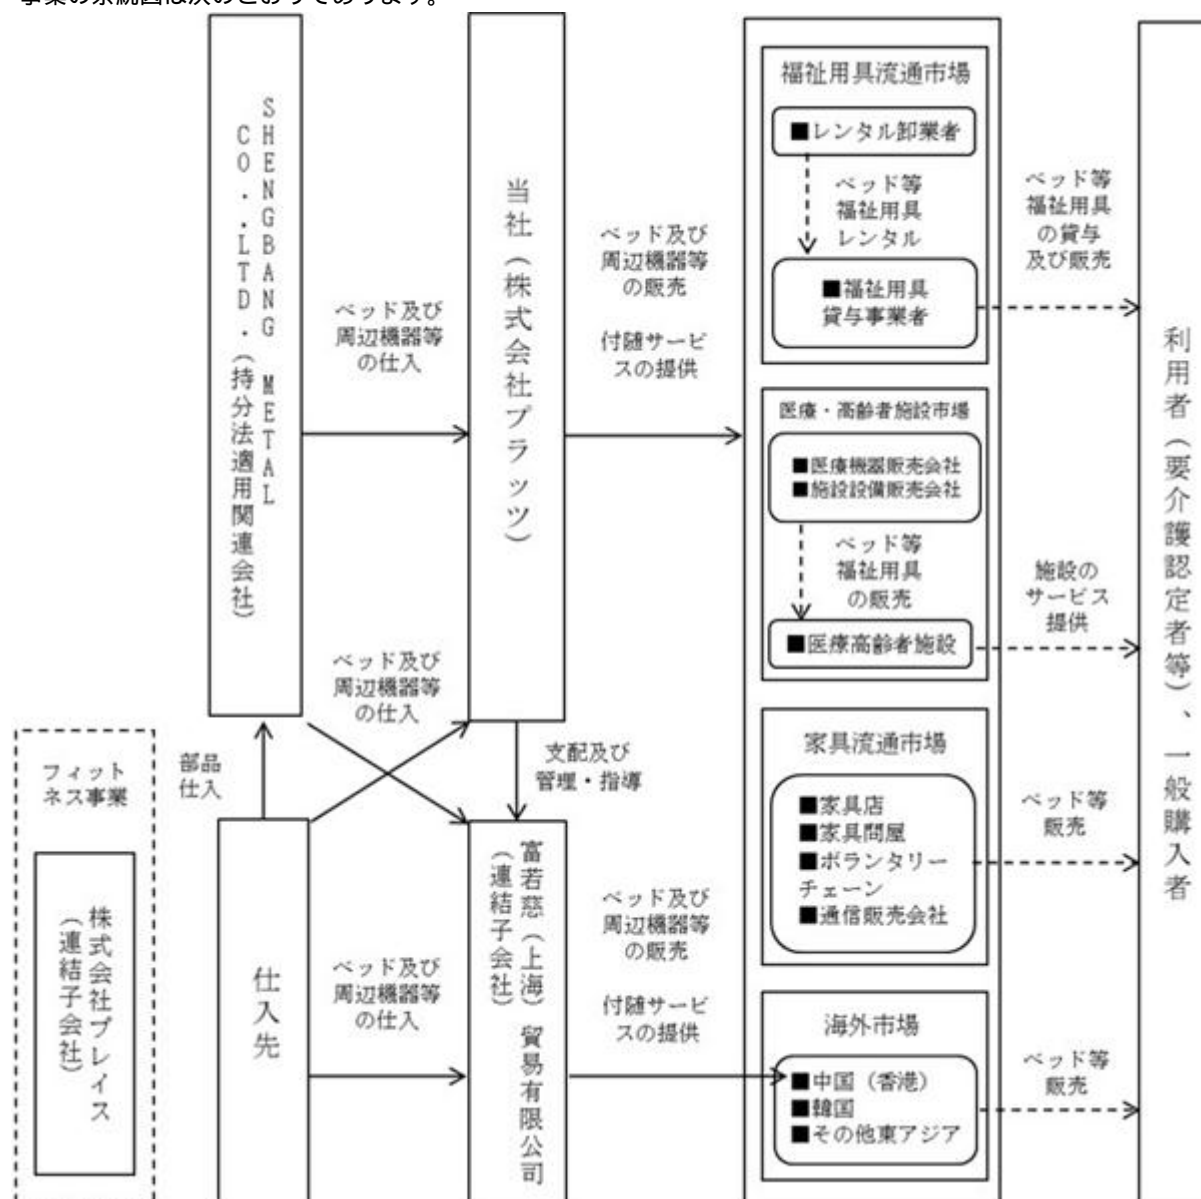 事業の系統図は次のとおりであります。
SHENGBANG METAL
CO.,LTD.(持分法適用関連会社)
ベッド及び
周辺機器等
の仕入
当社(株式会社プラッツ)
ベッド及び
周辺機器等
の販売
付随サービ
スの提供
福祉用具流通市場
■レンタル卸業者
ベッド等
福祉用具
レンタル
■福祉用具
貸与事業者
ベッド等
福祉用具
の貸与
及び販売
医療・高齢者施設市場
■医療機器販売会社
■施設設備販売会社
ベッド等
福祉用具
の販売
■医療高齢者施設
施設の
サービス
提供
利用者(要介護認定者等)、一般購入者
ベッド及び
周辺機器等
の仕入
部品
仕入
支配及び
管理・指導
フィット
ネス事業
株式会社プレイス
(連結子会社)
仕入先
ベッド及び
周辺機器等
の仕入
富若慈(上海)貿易有限公司
(連結子会社)
ベッド及び
周辺機器等
の販売
付随サービ
スの提供
家具流通市場
■家具店
■家具問屋
■ボランタリー
チェーン
■通信販売会社
ベッド等
販売
海外市場
■中国(香港)
■韓国
■その他東アジア
ベッド等
販売